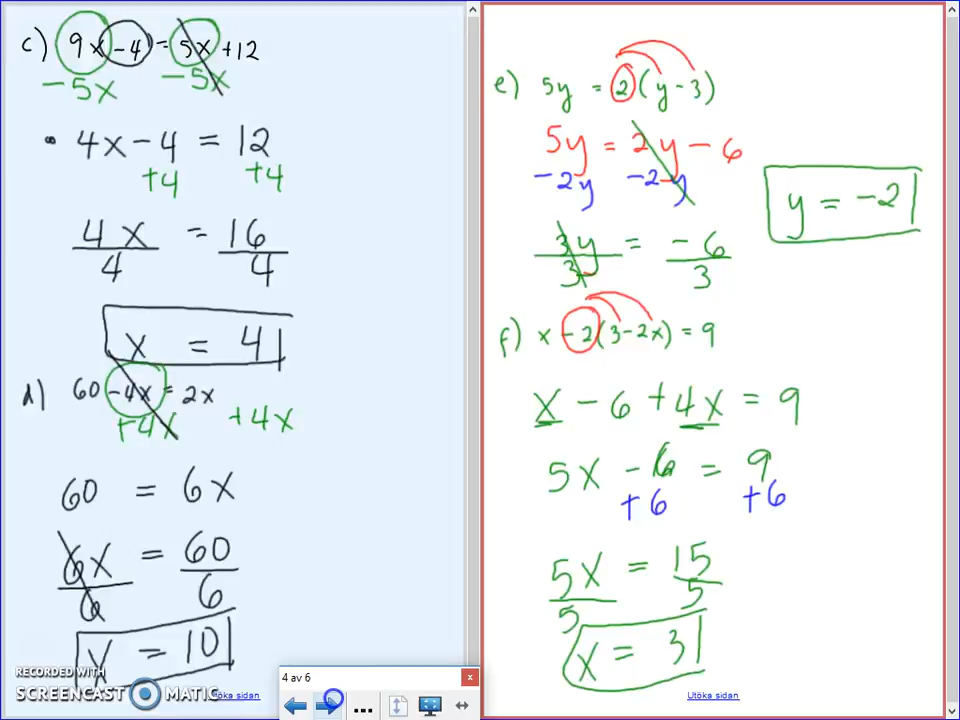 c) 9x - 4 = 5x + 12
-5x -5x
4x - 4 = 12
+4 +4
4x = 16
4 4
x = 4
d) 60 - 4x = 2x
+4x +4x
60 = 6x
6x = 60
6 6
x = 10
e) 5y = 2(y - 3)
5y = 2y - 6
-2y -2y
3y = -6
3 3
y = -2
f) x - 2(3 - 2x) = 9
x - 6 + 4x = 9
5x - 6 = 9
+6 +6
5x = 15
5 5
x = 3
RECORDED WITH
SCREENCAST MATIC
Utöka sidan
4 av 6
x
...
Utöka sidan